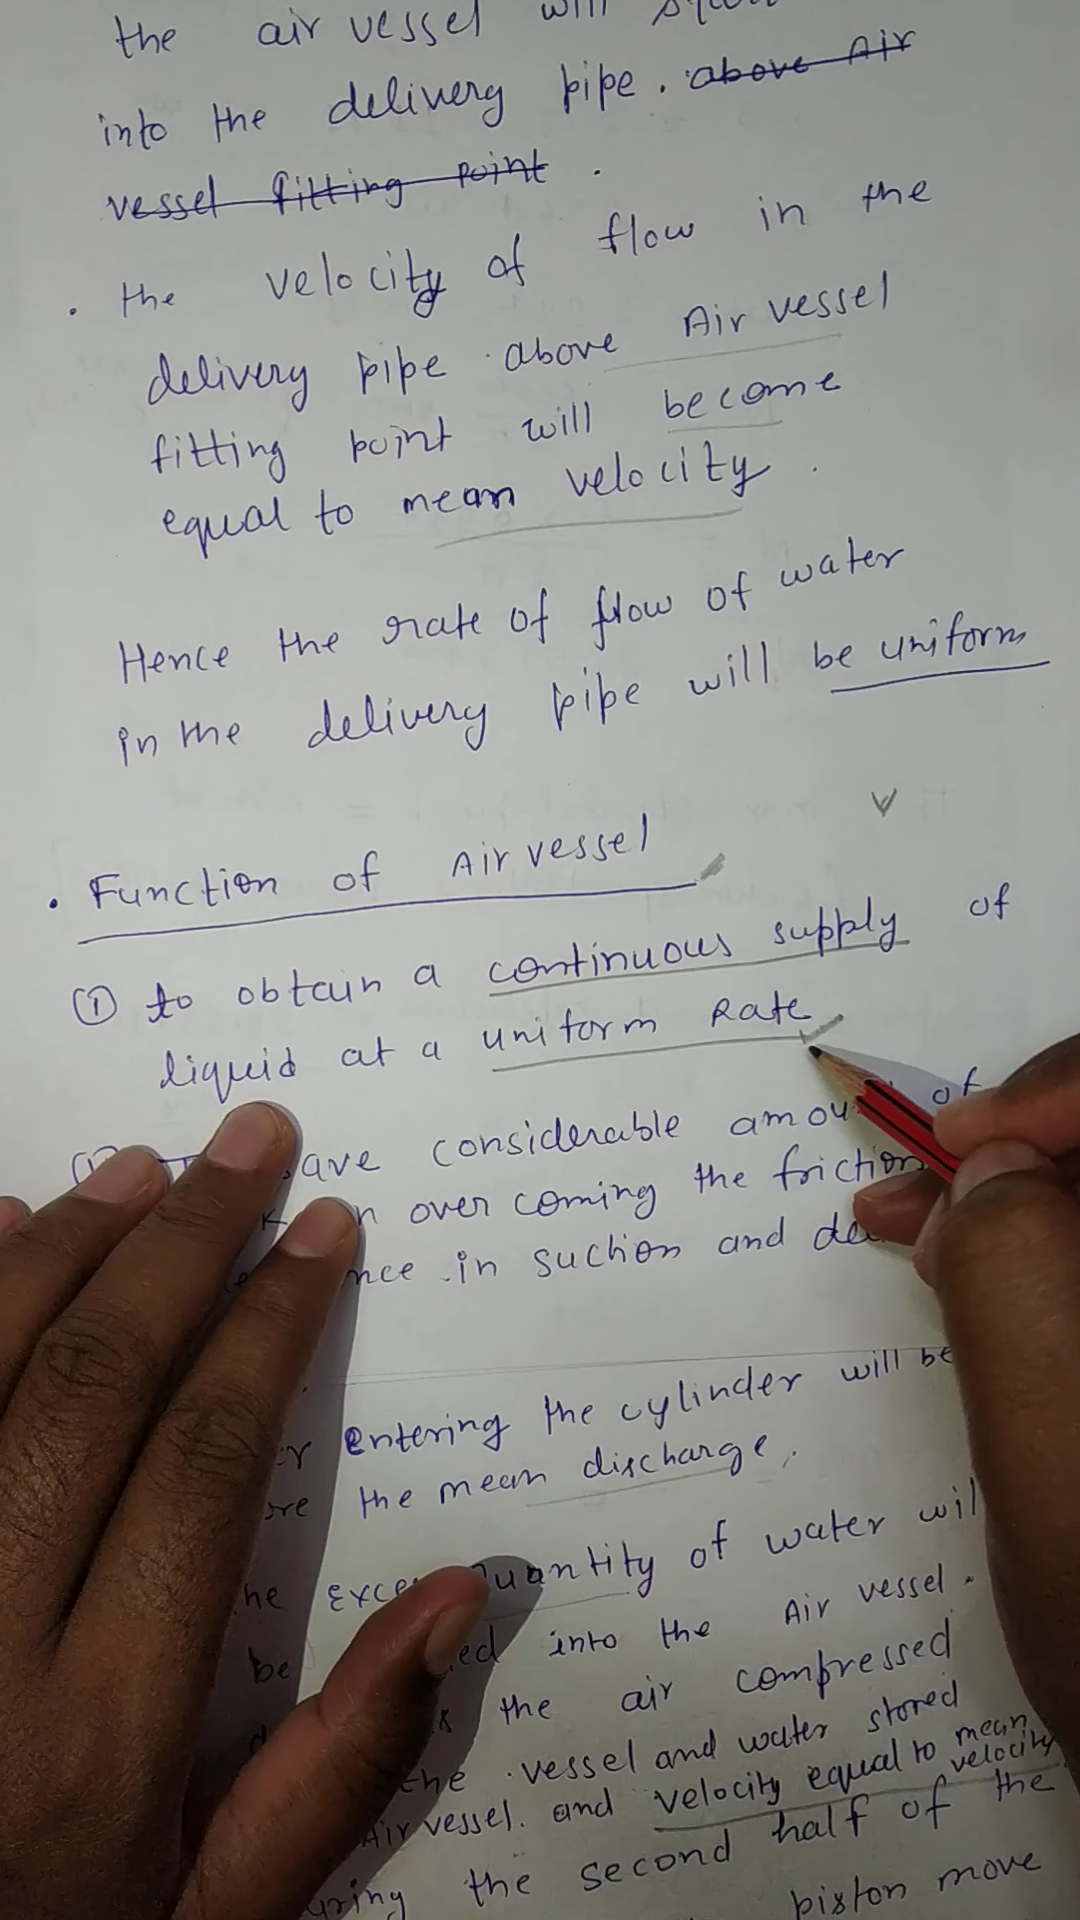 the air vessel will
into the delivery pipe. above Air
vessel fitting point .
. the velocity of flow in the
delivery pipe above Air vessel
fitting point will become
equal to mean velocity .
Hence the rate of flow of water
in the delivery pipe will be uniform
. Function of Air vessel
① to obtain a continuous supply of
liquid at a uniform Rate
considerable of
over coming the friction
in suction and
entering the cylinder will be
the mean discharge.
quantity of water
be into the Air vessel.
the air compressed
the vessel and water stored
Air vessel. and velocity equal to mean velocity
the second half of the
piston move